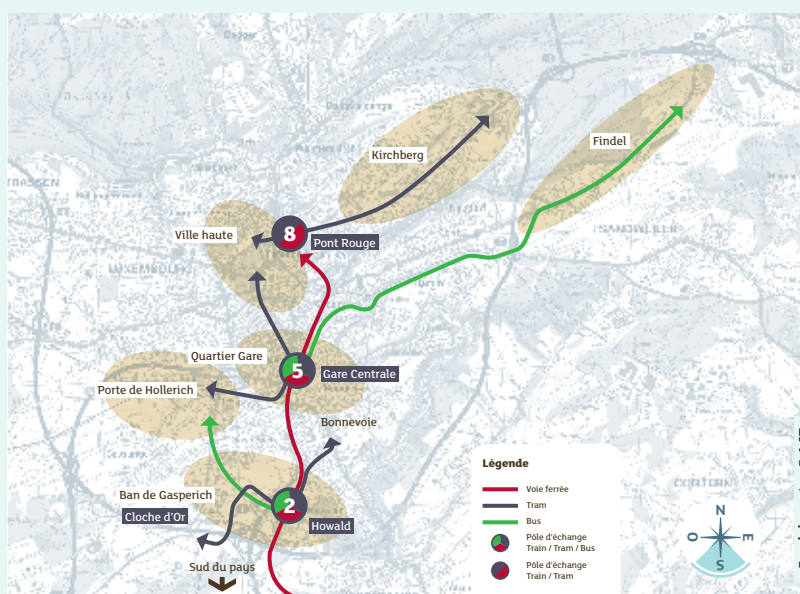 Kirchberg
Findel
Ville haute
8
Pont Rouge
LUXEMBOURG
Quartier Gare
5
Gare Centrale
Porte de Hollerich
Bonnevoie
Ban de Gasperich
2
Cloche d'Or
Howald
Sud du pays
Légende
Voie ferrée
Tram
Bus
Pôle d'échange
Train / Tram / Bus
Pôle d'échange
Train / Tram
N
O
E
S